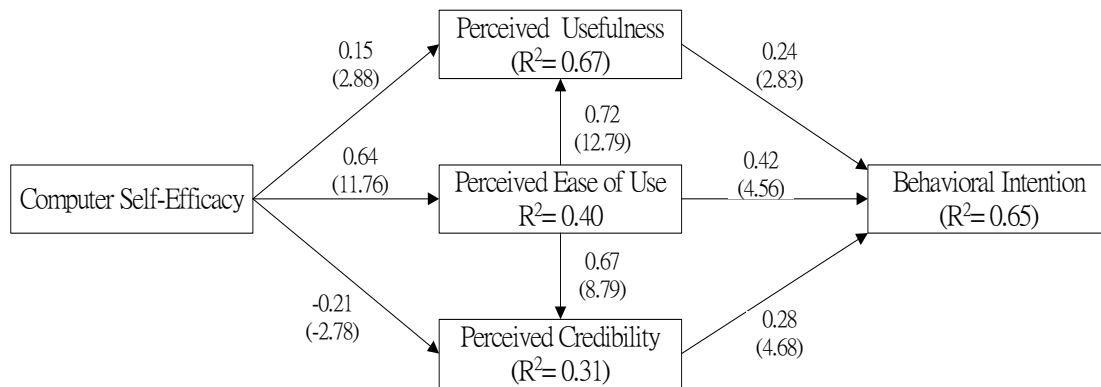 Perceived Usefulness
(R²= 0.67)
0.15
(2.88)
0.24
(2.83)
0.72
(12.79)
Computer Self-Efficacy
0.64
(11.76)
Perceived Ease of Use
R²= 0.40
0.42
(4.56)
Behavioral Intention
(R²= 0.65)
0.67
(8.79)
-0.21
(-2.78)
Perceived Credibility
(R²= 0.31)
0.28
(4.68)